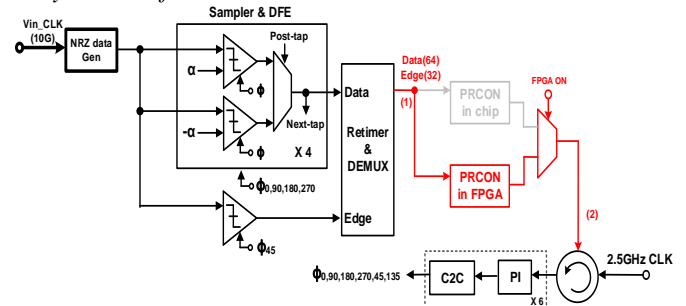 Sampler & DFE
Vin_CLK
(10G)
NRZ data
Gen
Post-tap
α
ϕ
-α
ϕ
Next-tap
X 4
ϕ0,90,180,270
ϕ45
Data
Retimer
&
DEMUX
Edge
Data(64)
Edge(32)
(1)
PRCON
in chip
FPGA ON
PRCON
in FPGA
(2)
2.5GHz CLK
ϕ0,90,180,270,45,135
C2C
PI
X 6